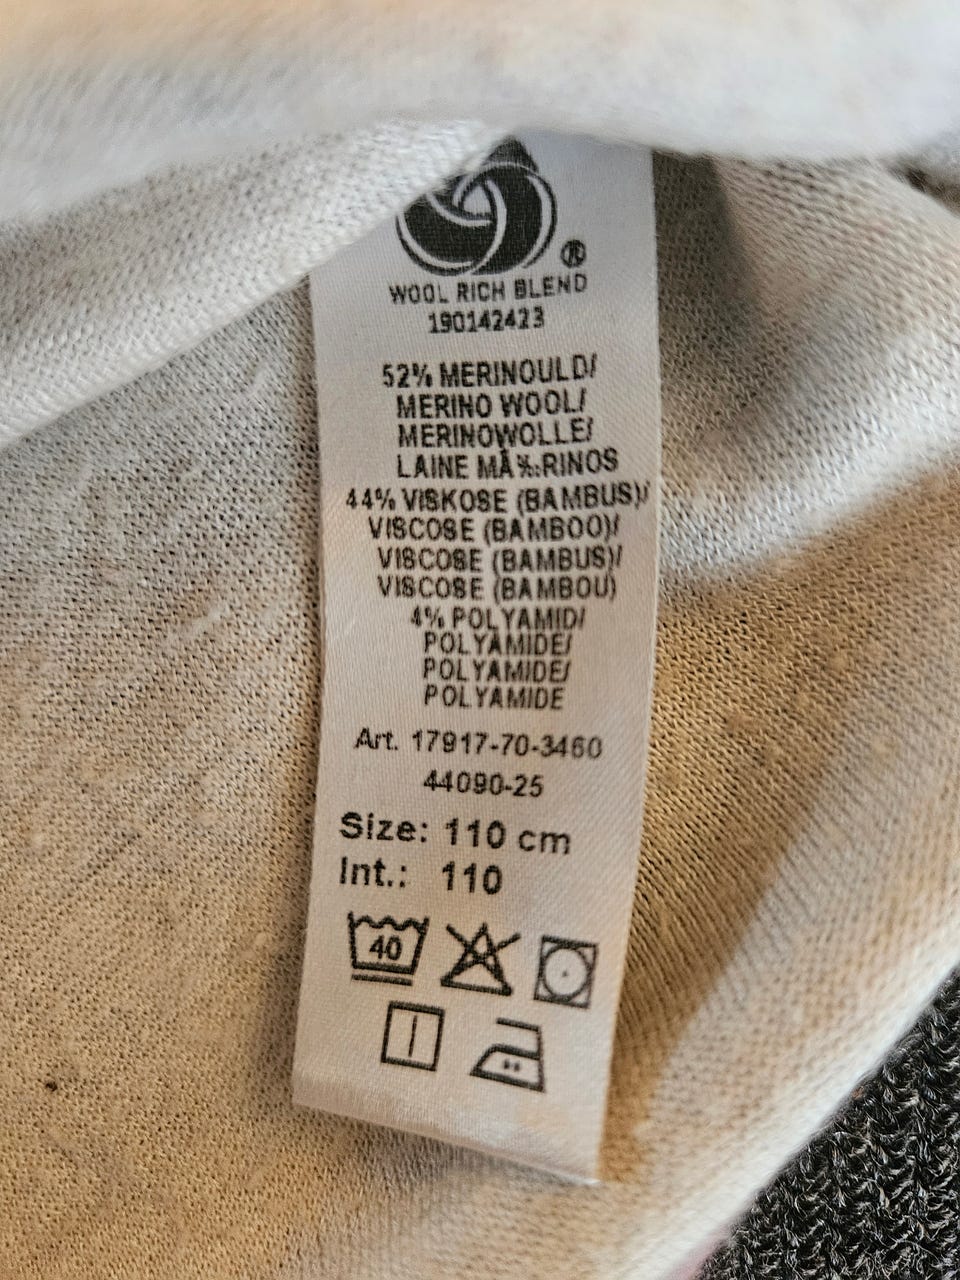 ®
WOOL RICH BLEND
190142423
52% MERINOULD/
MERINO WOOL/
MERINOWOLLE/
LAINE MÃ‰RINOS
44% VISKOSE (BAMBUS)/
VISCOSE (BAMBOO)/
VISCOSE (BAMBUS)/
VISCOSE (BAMBOU)
4% POLYAMID/
POLYAMIDE/
POLYAMIDE/
POLYAMIDE
Art. 17917-70-3460
44090-25
Size: 110 cm
Int.: 110
40